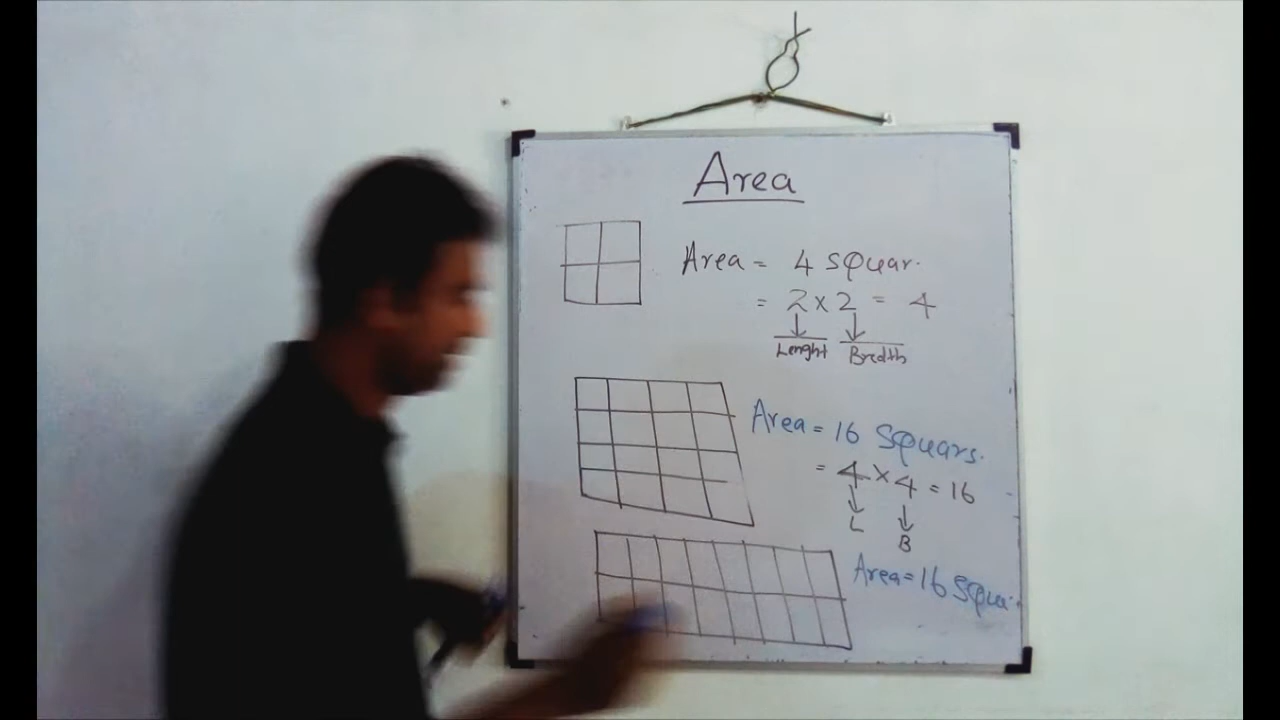 Area
Area = 4 squar.
= 2 x 2 = 4
Lenght Bredth
Area = 16 squars.
= 4 x 4 = 16
L
B
Area = 16 squa